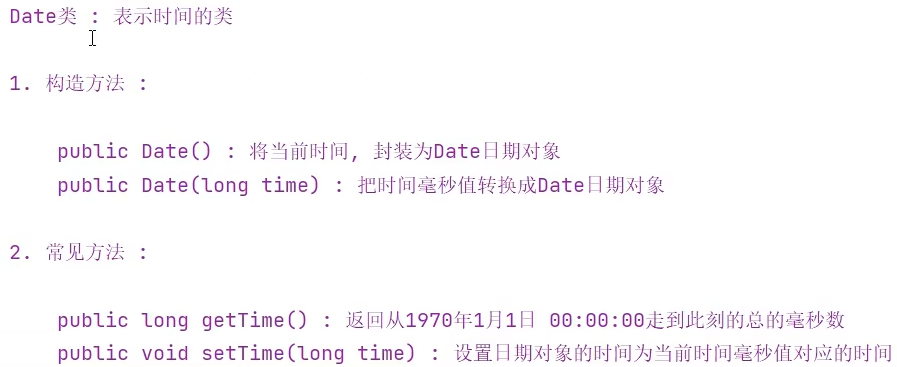 Date类 : 表示时间的类
1. 构造方法 :
public Date() : 将当前时间, 封装为Date日期对象
public Date(long time) : 把时间毫秒值转换成Date日期对象
2. 常见方法 :
public long getTime() : 返回从1970年1月1日 00:00:00走到此刻的总的毫秒数
public void setTime(long time) : 设置日期对象的时间为当前时间毫秒值对应的时间